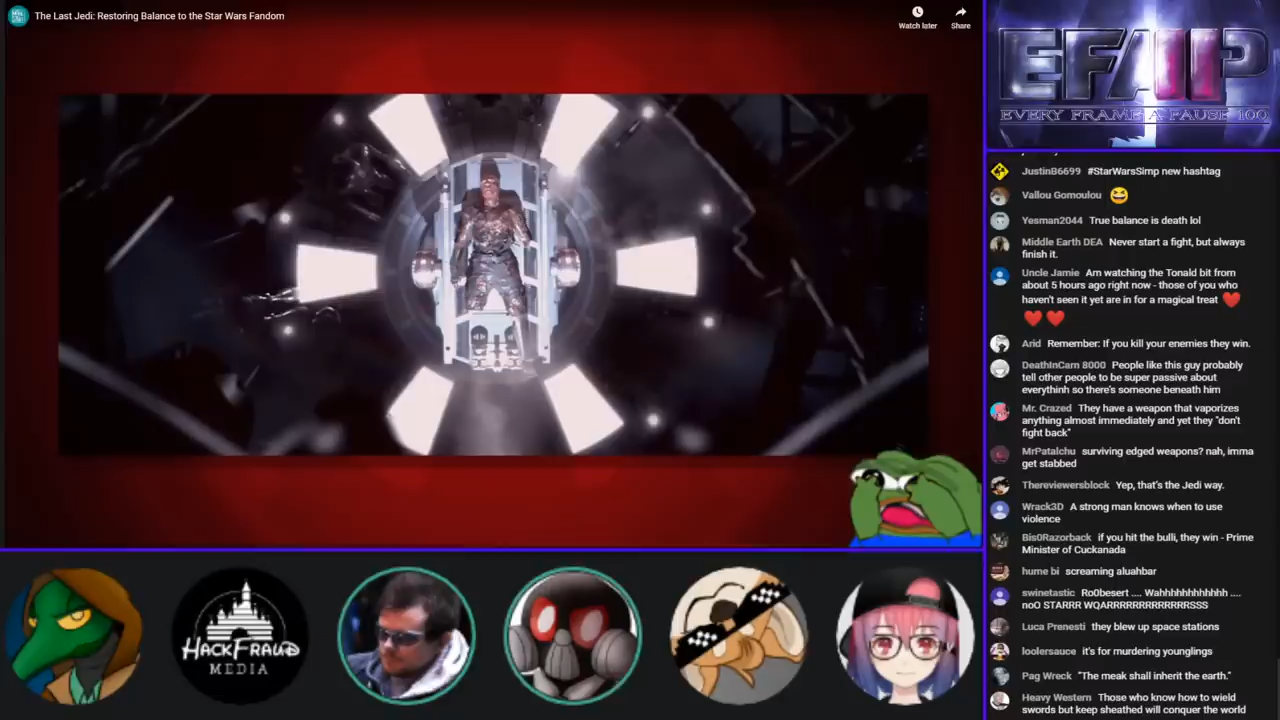 The Last Jedi: Restoring Balance to the Star Wars Fandom
Watch later
Share
EFAP
EVERY FRAME A PAUSE 100
JustinB6699 #StarWarsSimp new hashtag
Vallou Gomoulou
Yesman2044 True balance is death lol
Middle Earth DEA Never start a fight, but always
finish it.
Uncle Jamie Am watching the Tonald bit from
about 5 hours ago right now - those of you who
haven't seen it yet are in for a magical treat
Arid Remember: If you kill your enemies they win.
DeathInCarn 8000 People like this guy probably
tell other people to be super passive about
everythinh so there's someone beneath him
Mr. Crazed They have a weapon that vaporizes
anything almost immediately and yet they "don't
fight back"
MrPatalchu surviving edged weapons? nah, imma
get stabbed
Thereviewersblock Yep, that's the Jedi way.
Wrack3D A strong man knows when to use
violence
Bis0Razorback if you hit the bulli, they win - Prime
Minister of Cuckanada
hume bi screaming aluahbar
swinetastic Ro0besert .... Wahhhhhhhhhhhh ....
noO STARRR WQARRRRRRRRRRRRSSS
Luca Prenesti they blew up space stations
loolersauce it's for murdering younglings
Pag Wreck "The meak shall inherit the earth."
Heavy Western Those who know how to wield
swords but keep sheathed will conquer the world
HACKFRAUD
MEDIA